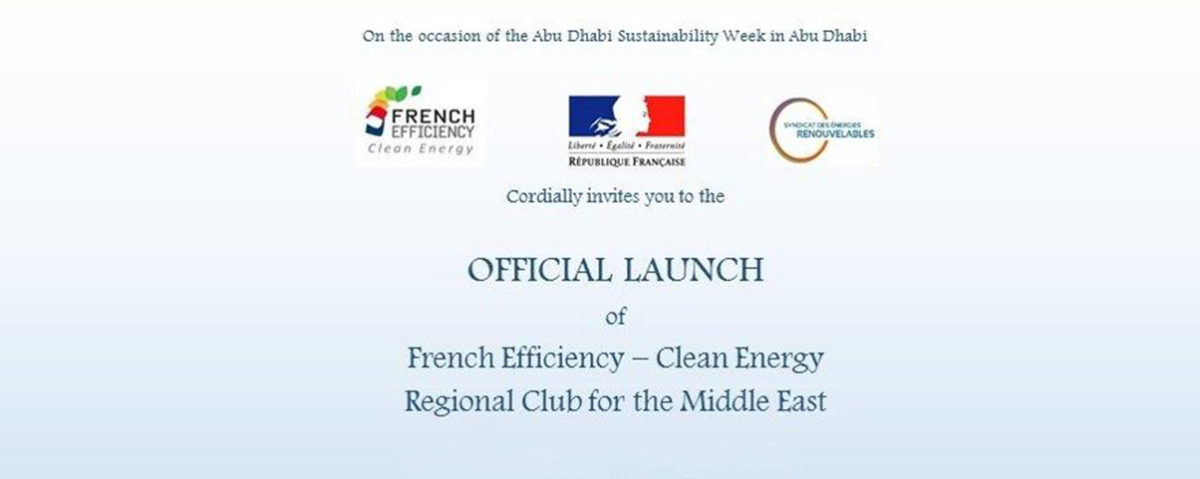 On the occasion of the Abu Dhabi Sustainability Week in Abu Dhabi
FRENCH
EFFICIENCY
Clean Energy
Liberté • Égalité • Fraternité
RÉPUBLIQUE FRANÇAISE
SYNDICAT DES ÉNERGIES
RENOUVELABLES
Cordially invites you to the
OFFICIAL LAUNCH
of
French Efficiency – Clean Energy
Regional Club for the Middle East